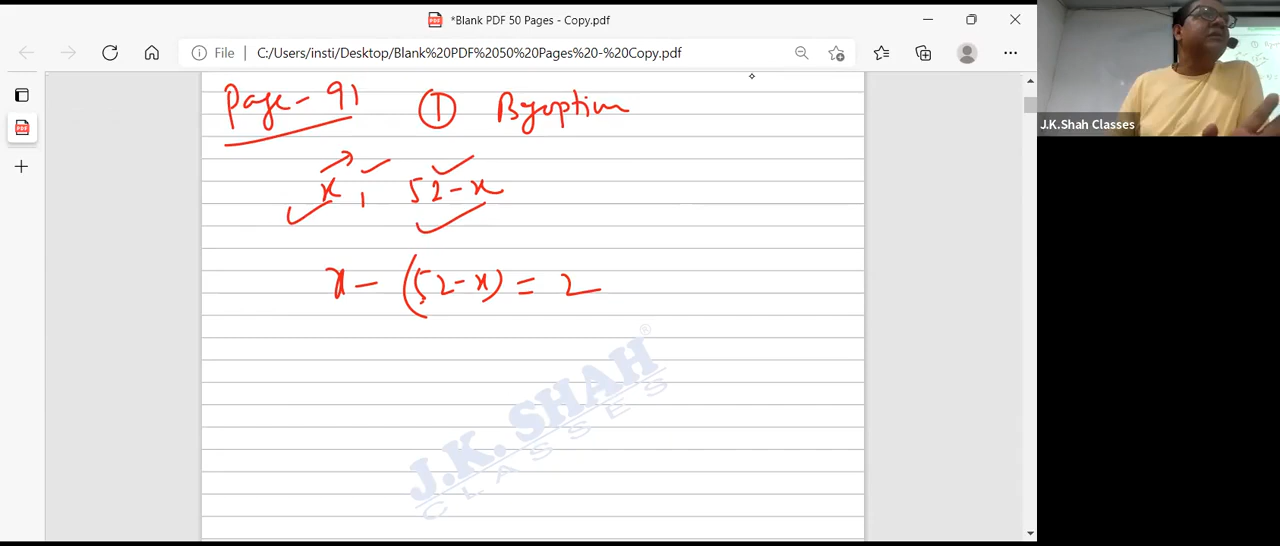 *Blank PDF 50 Pages - Copy.pdf
File C:/Users/insti/Desktop/Blank%20PDF%2050%20Pages%20-%20Copy.pdf
Page - 91 ① By option
x, 52-x
x - (52-x) = 2
J.K. SHAH ®
CLASSES
J.K.Shah Classes